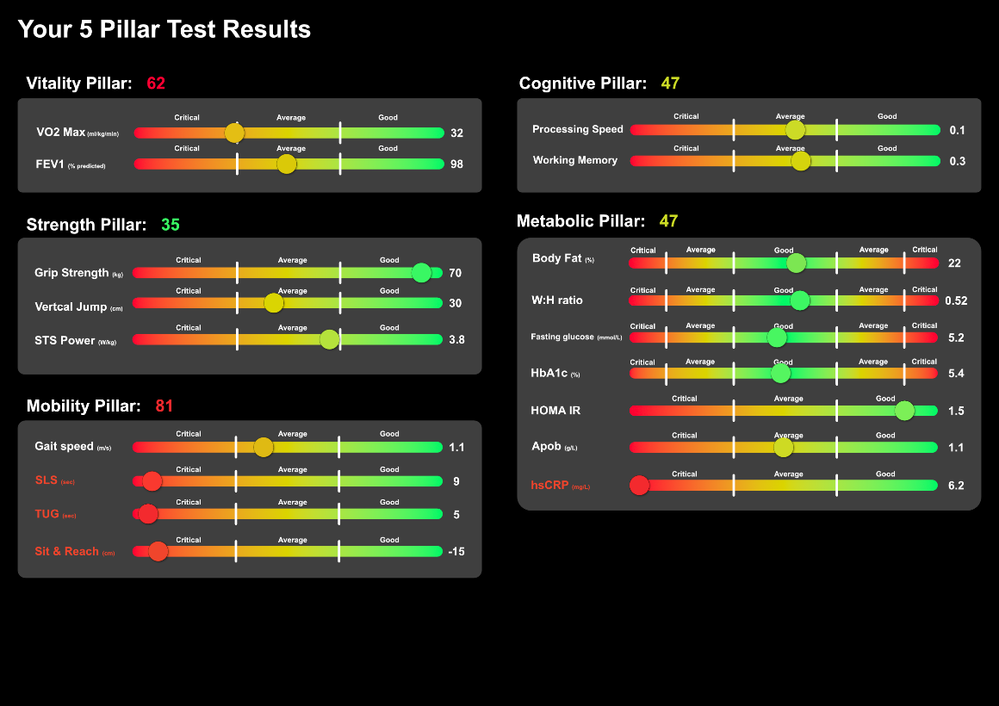 Your 5 Pillar Test Results
Vitality Pillar: 62
Critical Average Good
VO2 Max (ml/kg/min) 32
Critical Average Good
FEV1 (% predicted) 98
Strength Pillar: 35
Critical Average Good
Grip Strength (kg) 70
Critical Average Good
Vertcal Jump (cm) 30
Critical Average Good
STS Power (W/kg) 3.8
Mobility Pillar: 81
Critical Average Good
Gait speed (m/s) 1.1
Critical Average Good
SLS (sec) 9
Critical Average Good
TUG (sec) 5
Critical Average Good
Sit & Reach (cm) -15
Cognitive Pillar: 47
Critical Average Good
Processing Speed 0.1
Critical Average Good
Working Memory 0.3
Metabolic Pillar: 47
Critical Average Good Average Critical
Body Fat (%) 22
Critical Average Good Average Critical
W:H ratio 0.52
Critical Average Good Average Critical
Fasting glucose (mmol/L) 5.2
Critical Average Good Average Critical
HbA1c (%) 5.4
Critical Average Good
HOMA IR 1.5
Critical Average Good
Apob (g/L) 1.1
Critical Average Good
hsCRP (mg/L) 6.2